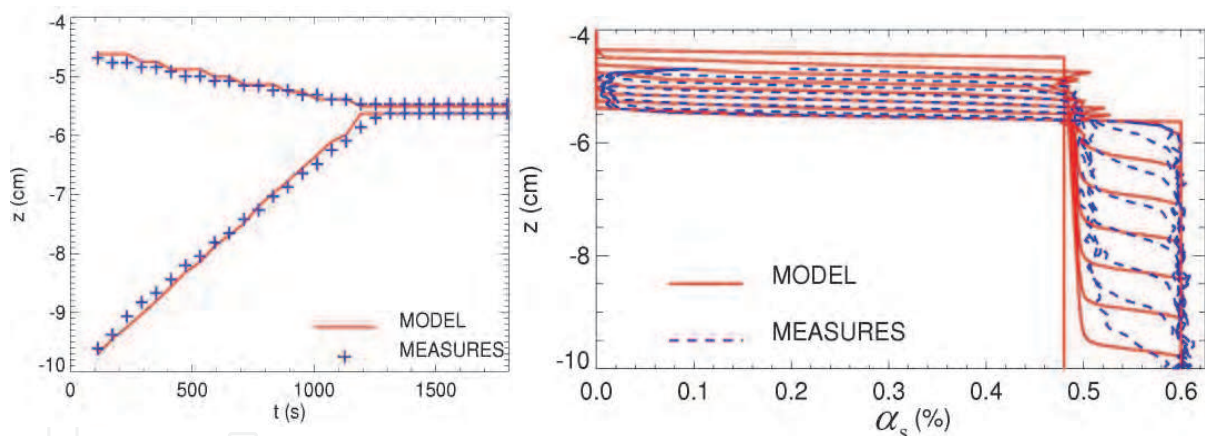 -4
-5
-6
-7
-8
-9
-10
z (cm)
0
500
1000
1500
t (s)
MODEL
MEASURES
-4
-6
-8
-10
z (cm)
0.0
0.1
0.2
0.3
0.4
0.5
0.6
αs (%)
MODEL
MEASURES